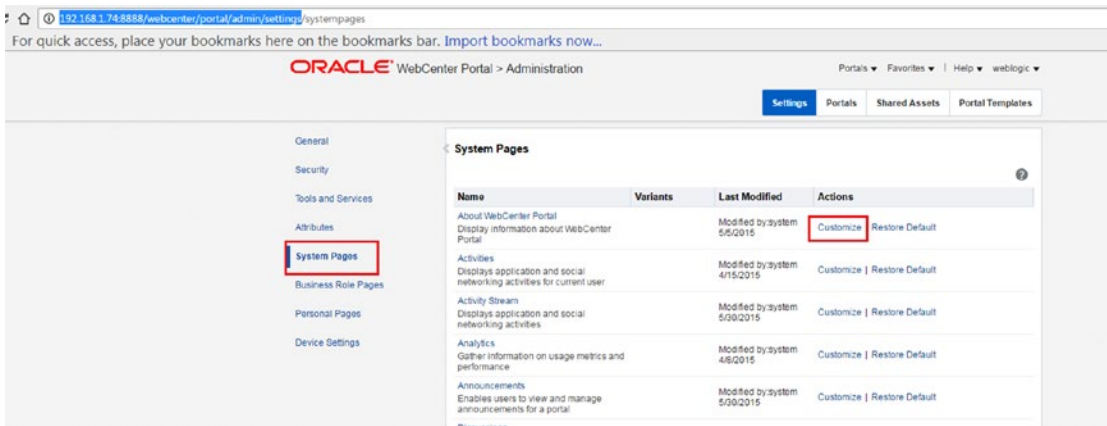 192.168.1.74:8888/webcenter/portal/admin/settings/systempages
For quick access, place your bookmarks here on the bookmarks bar. Import bookmarks now...
ORACLE WebCenter Portal > Administration
Portals Favorites | Help weblogic
Settings Portals Shared Assets Portal Templates
General
Security
Tools and Services
Attributes
System Pages
Business Role Pages
Personal Pages
Device Settings
System Pages
Name Variants Last Modified Actions
About WebCenter Portal
Display information about WebCenter
Portal
Modified by:system
5/5/2015
Customize | Restore Default
Activities
Displays application and social
networking activities for current user
Modified by:system
4/15/2015
Customize | Restore Default
Activity Stream
Displays application and social
networking activities
Modified by:system
5/30/2015
Customize | Restore Default
Analytics
Gather information on usage metrics and
performance
Modified by:system
4/8/2015
Customize | Restore Default
Announcements
Enables users to view and manage
announcements for a portal
Modified by:system
5/30/2015
Customize | Restore Default